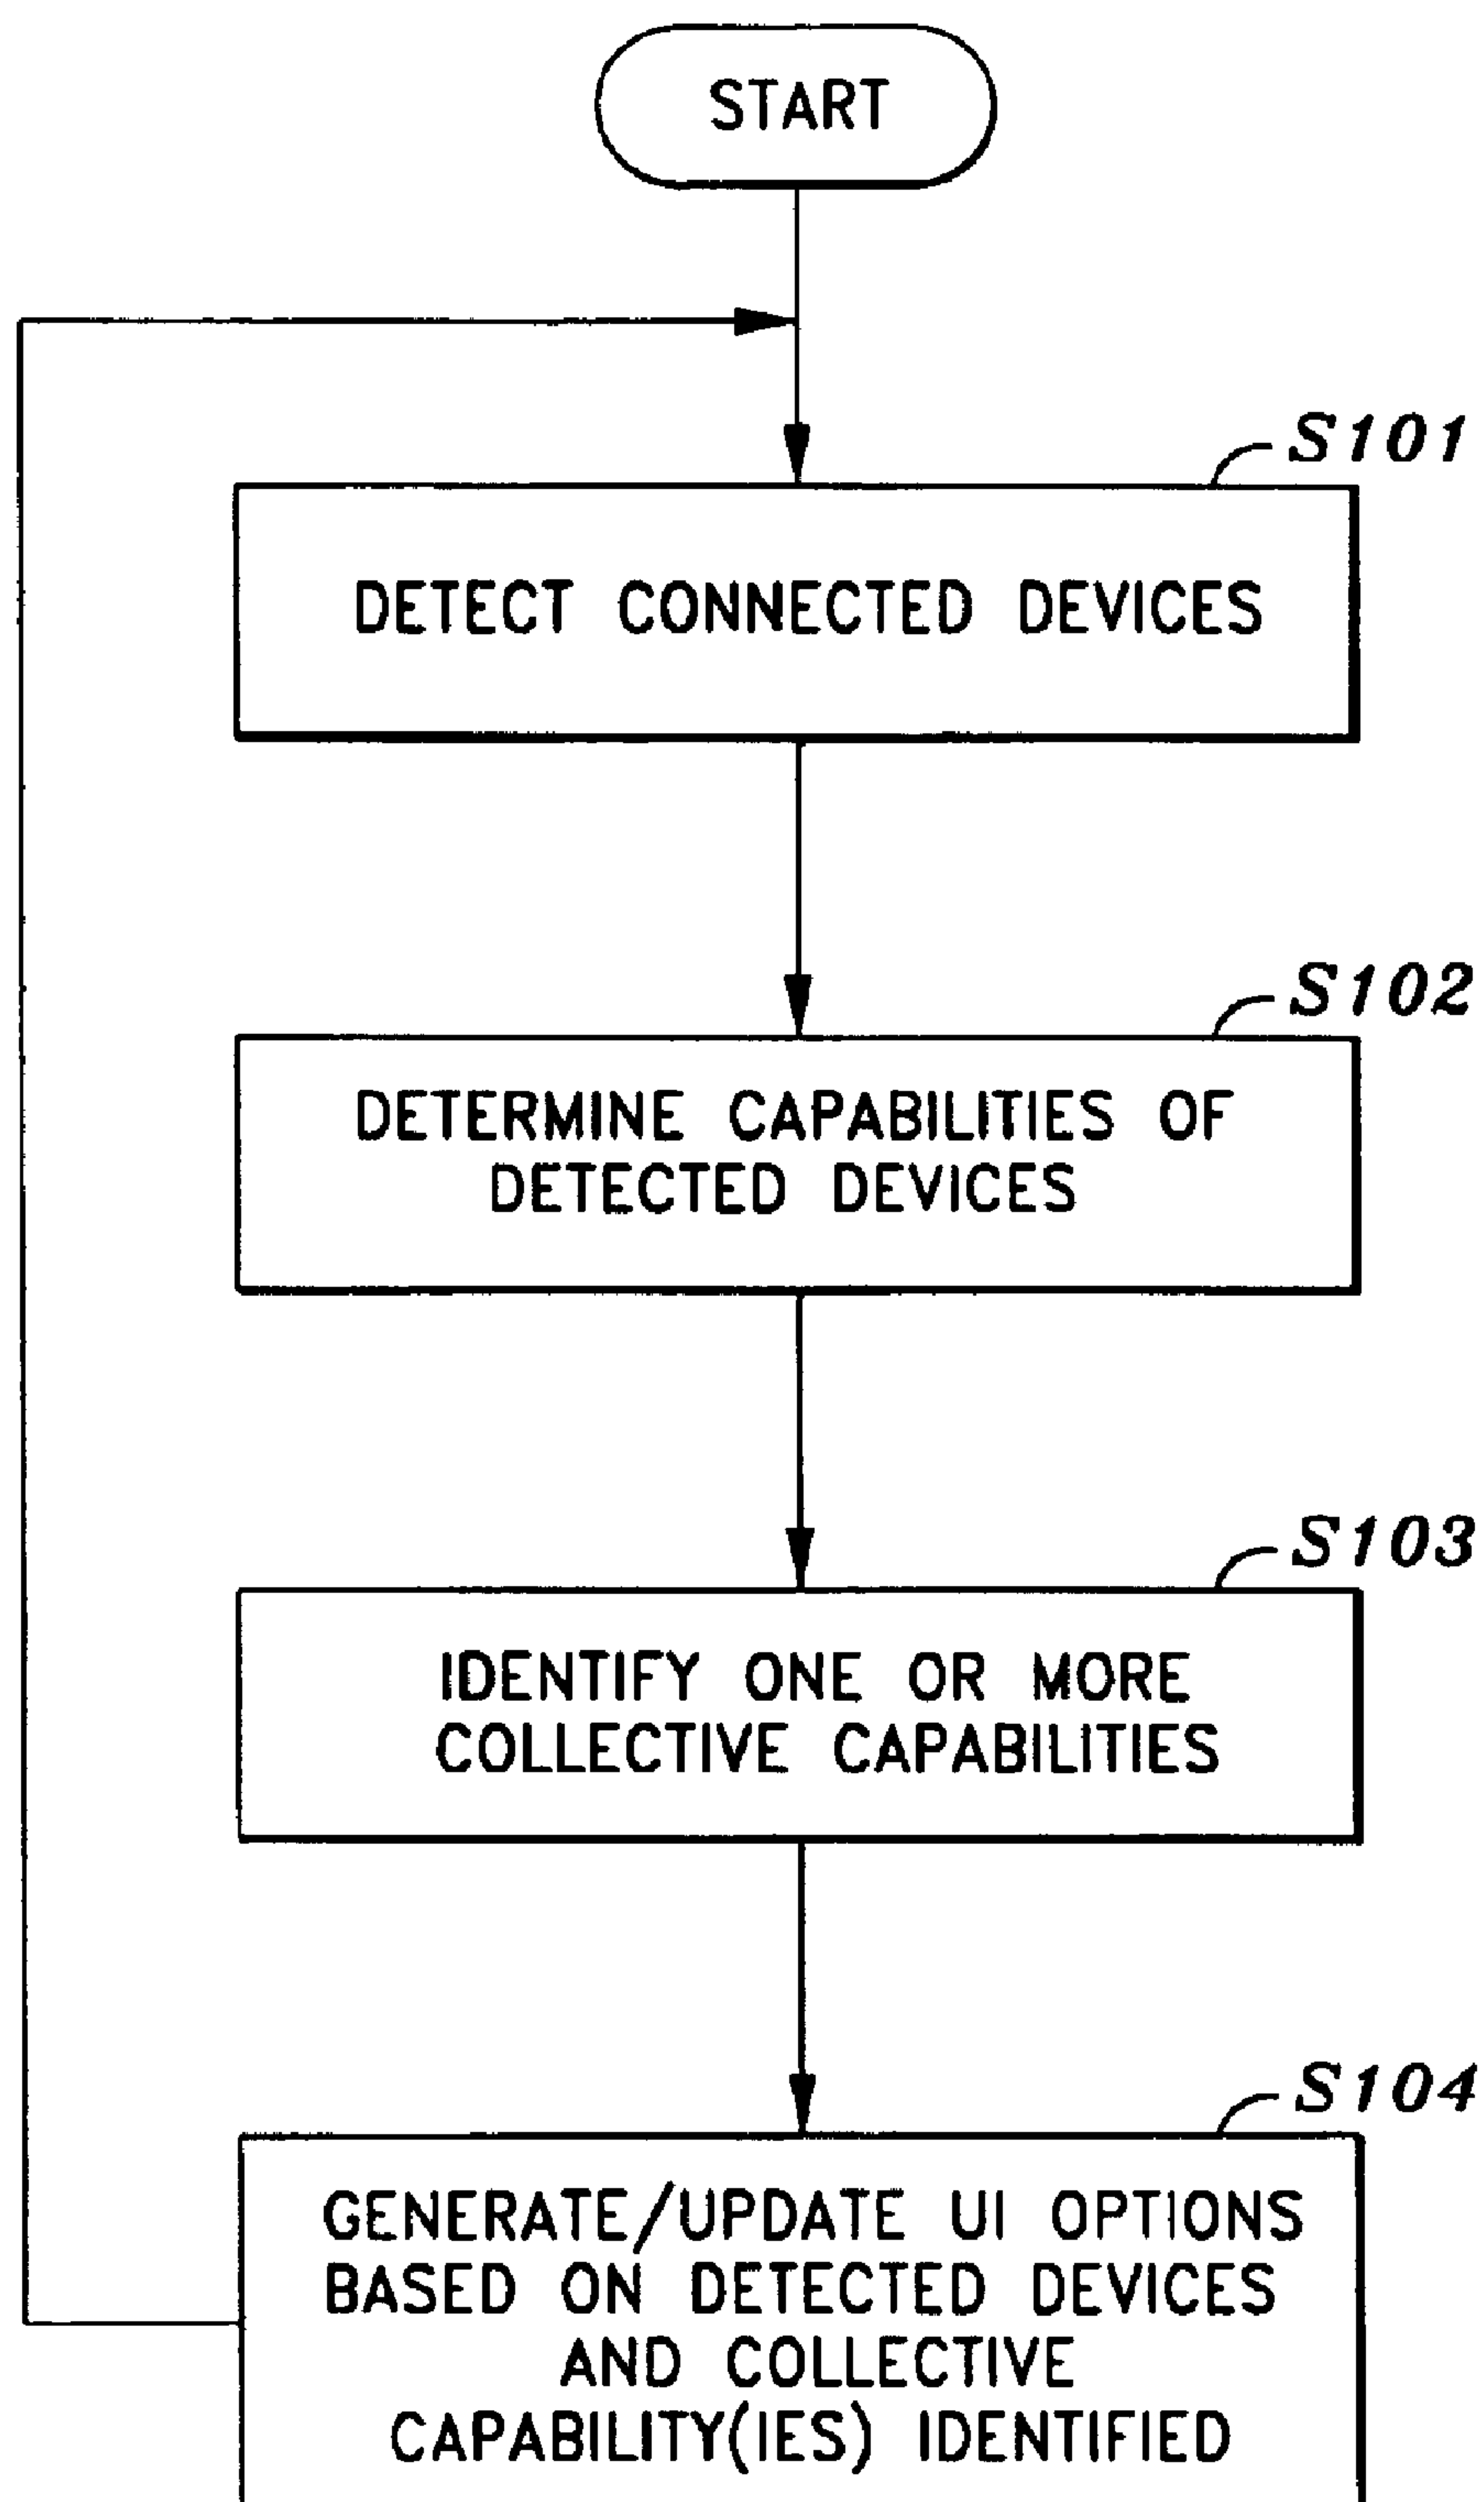 START
S101
DETECT CONNECTED DEVICES
S102
DETERMINE CAPABILITIES OF
DETECTED DEVICES
S103
IDENTIFY ONE OR MORE
COLLECTIVE CAPABILITIES
S104
GENERATE/UPDATE UI OPTIONS
BASED ON DETECTED DEVICES
AND COLLECTIVE
CAPABILITY(IES) IDENTIFIED